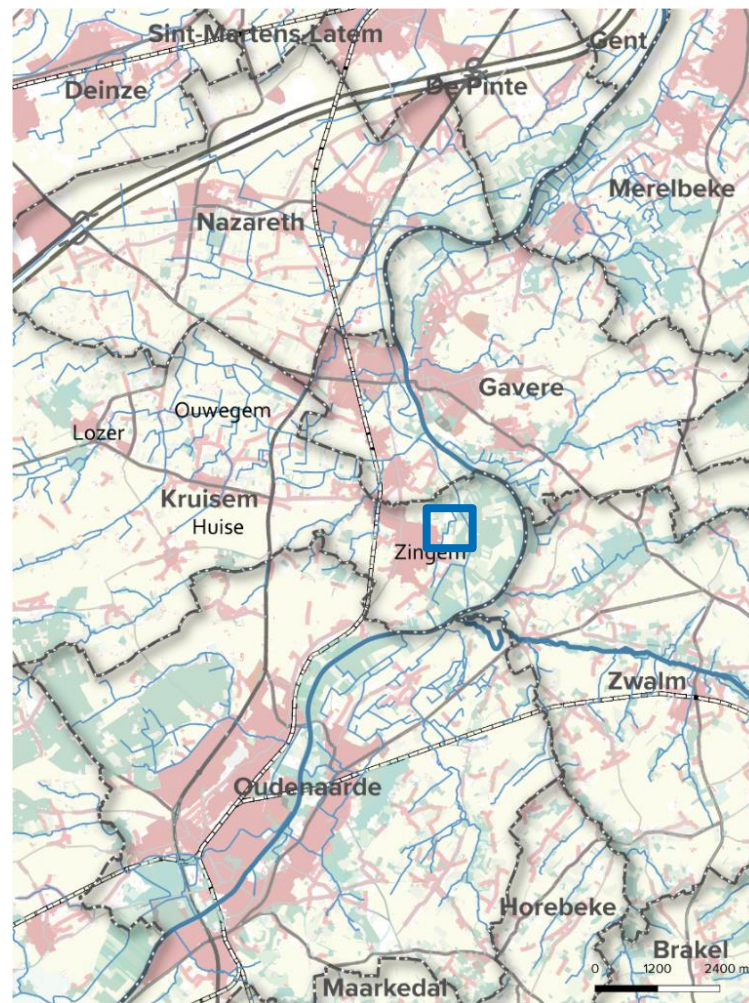 Sint-Martens-Latem
Gent
Deinze
De Pinte
Merelbeke
Nazareth
Gavere
Ouwegem
Lozer
Kruisem
Huise
Zingem
Zwalm
Oudenaarde
Horebeke
Brakel
0 1200 2400 m
Maarkedal